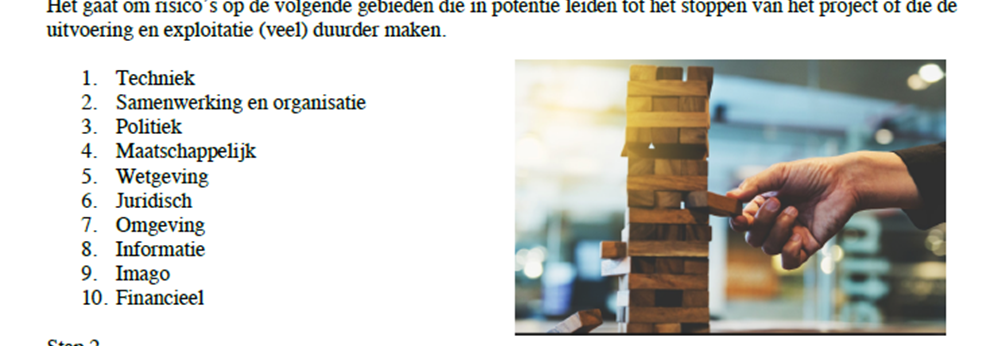 Het gaat om risico's op de volgende gebieden die in potentie leiden tot het stoppen van het project of die de
uitvoering en exploitatie (veel) duurder maken.
1. Techniek
2. Samenwerking en organisatie
3. Politiek
4. Maatschappelijk
5. Wetgeving
6. Juridisch
7. Omgeving
8. Informatie
9. Imago
10. Financieel